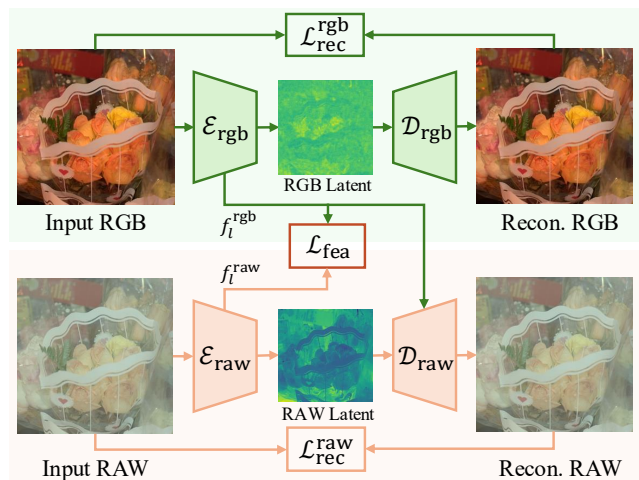 ℒ_rec^rgb
ℰ_rgb
𝒟_rgb
RGB Latent
Input RGB
f_l^rgb
Recon. RGB
ℒ_fea
f_l^raw
ℰ_raw
𝒟_raw
RAW Latent
Input RAW
ℒ_rec^raw
Recon. RAW